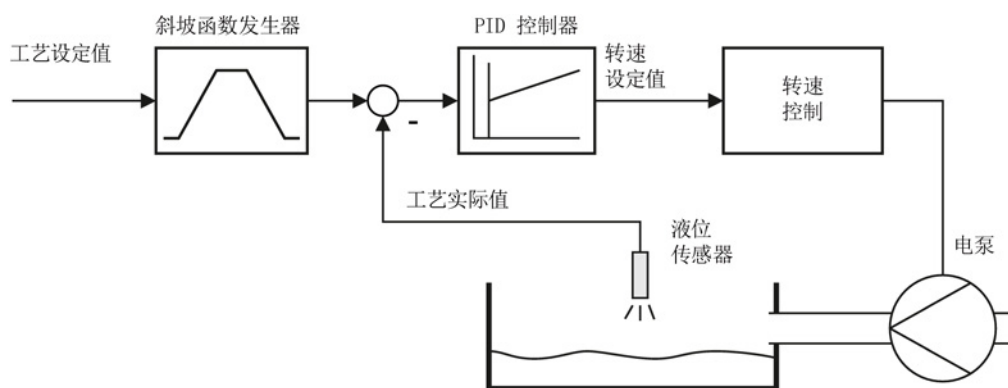 斜坡函数发生器
PID 控制器
工艺设定值
转速
设定值
转速
控制
-
工艺实际值
液位
传感器
电泵